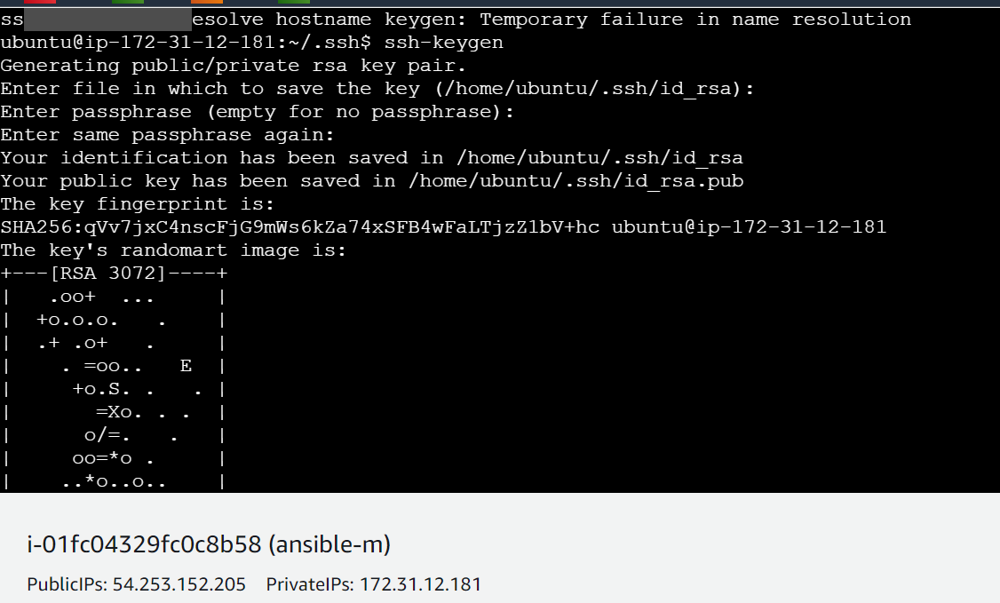 ss esolve hostname keygen: Temporary failure in name resolution
ubuntu@ip-172-31-12-181:~/.ssh$ ssh-keygen
Generating public/private rsa key pair.
Enter file in which to save the key (/home/ubuntu/.ssh/id_rsa):
Enter passphrase (empty for no passphrase):
Enter same passphrase again:
Your identification has been saved in /home/ubuntu/.ssh/id_rsa
Your public key has been saved in /home/ubuntu/.ssh/id_rsa.pub
The key fingerprint is:
SHA256:qVv7jxC4nscFjG9mWs6kZa74xSFB4wFaLTjzZ1bV+hc ubuntu@ip-172-31-12-181
The key's randomart image is:
+---[RSA 3072]----+
|   .oo+  ...     |
|  +o.o.o.   .    |
|  .+ .o+   .     |
|    . =oo..   E  |
|     +o.S. .   . |
|       =Xo. . .  |
|      o/=.   .   |
|     oo=*o .     |
|    ..*o..o..    |
i-01fc04329fc0c8b58 (ansible-m)
PublicIPs: 54.253.152.205 PrivateIPs: 172.31.12.181